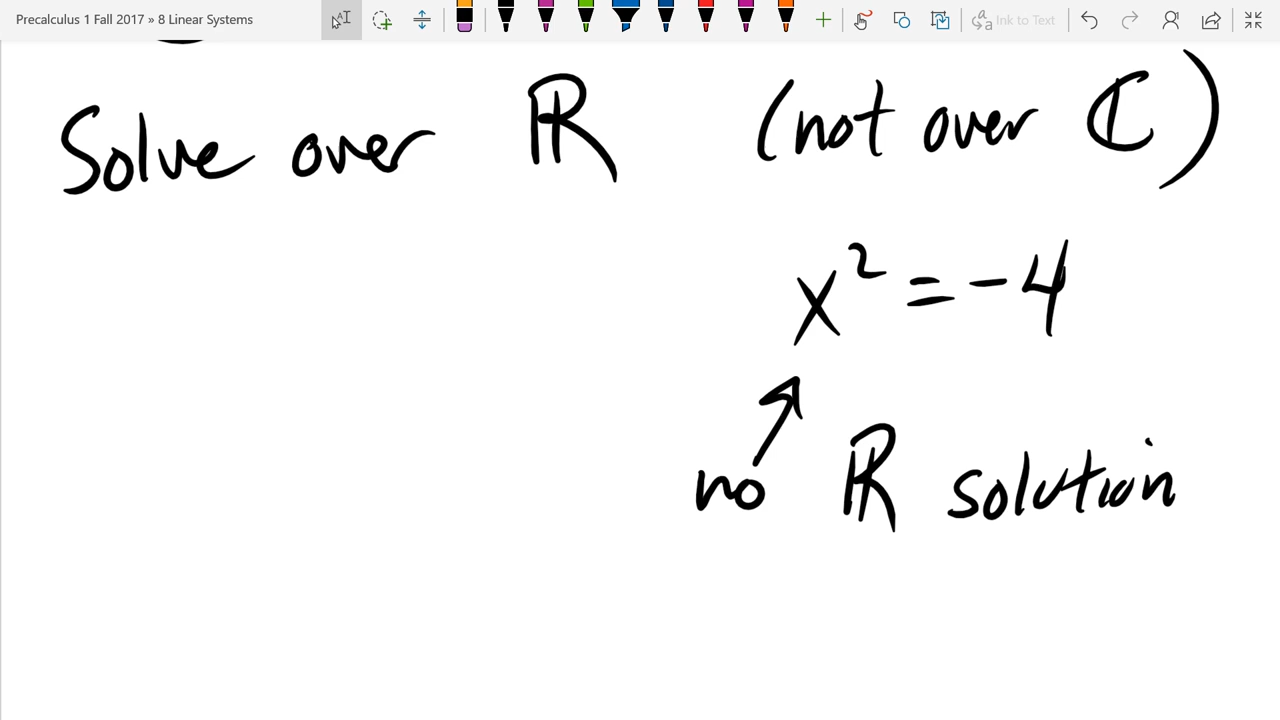 Precalculus 1 Fall 2017 » 8 Linear Systems
Ink to Text
Solve over ℝ (not over ℂ)
x² = -4
no ℝ solution